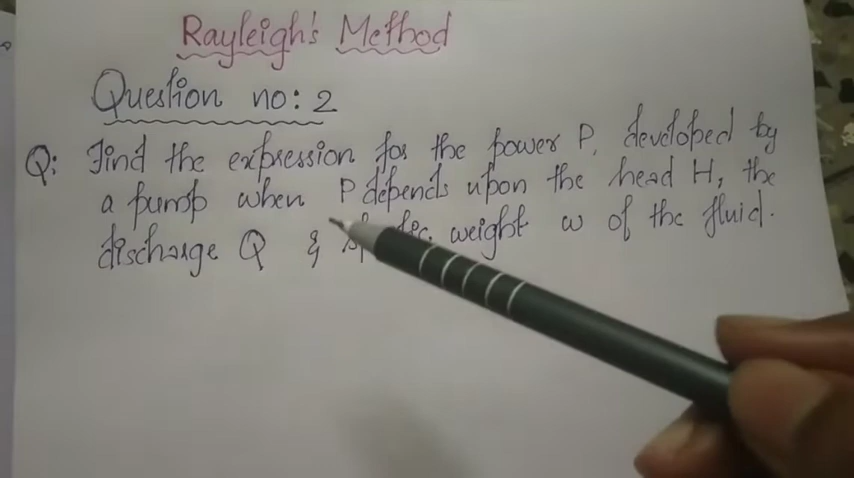 Rayleigh's Method
Question no: 2
Q: Find the expression for the power P, developed by
a pump when P depends upon the head H, the
discharge Q & weight w of the fluid.